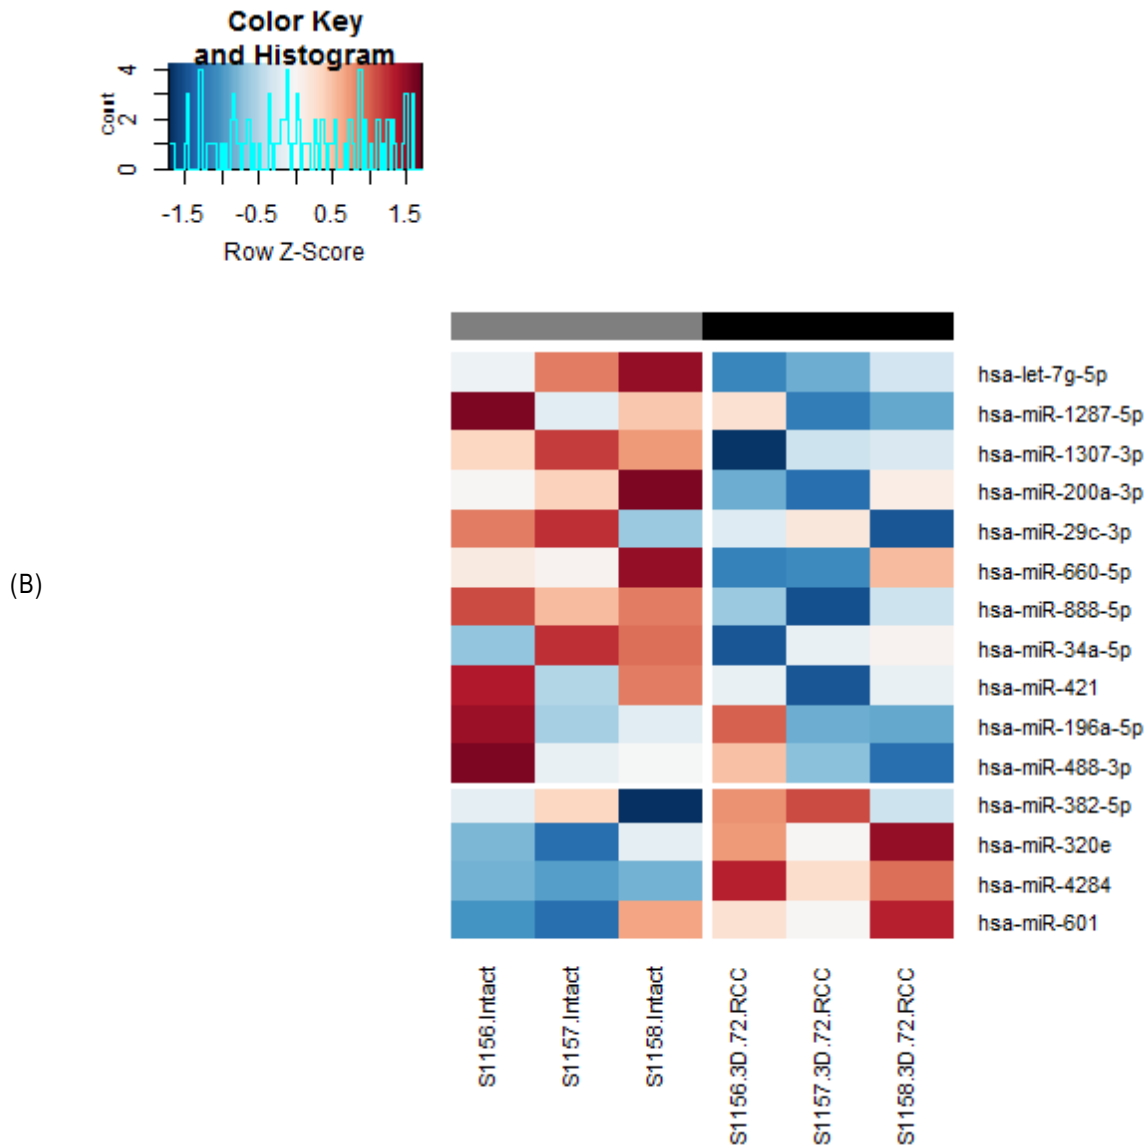 Color Key
and Histogram
Count
0 2 4
-1.5 -0.5 0.5 1.5
Row Z-Score
(B)
hsa-let-7g-5p
hsa-miR-1287-5p
hsa-miR-1307-3p
hsa-miR-200a-3p
hsa-miR-29c-3p
hsa-miR-660-5p
hsa-miR-888-5p
hsa-miR-34a-5p
hsa-miR-421
hsa-miR-196a-5p
hsa-miR-488-3p
hsa-miR-382-5p
hsa-miR-320e
hsa-miR-4284
hsa-miR-601
S1156.Intact
S1157.Intact
S1158.Intact
S1156.3D.72.RCC
S1157.3D.72.RCC
S1158.3D.72.RCC